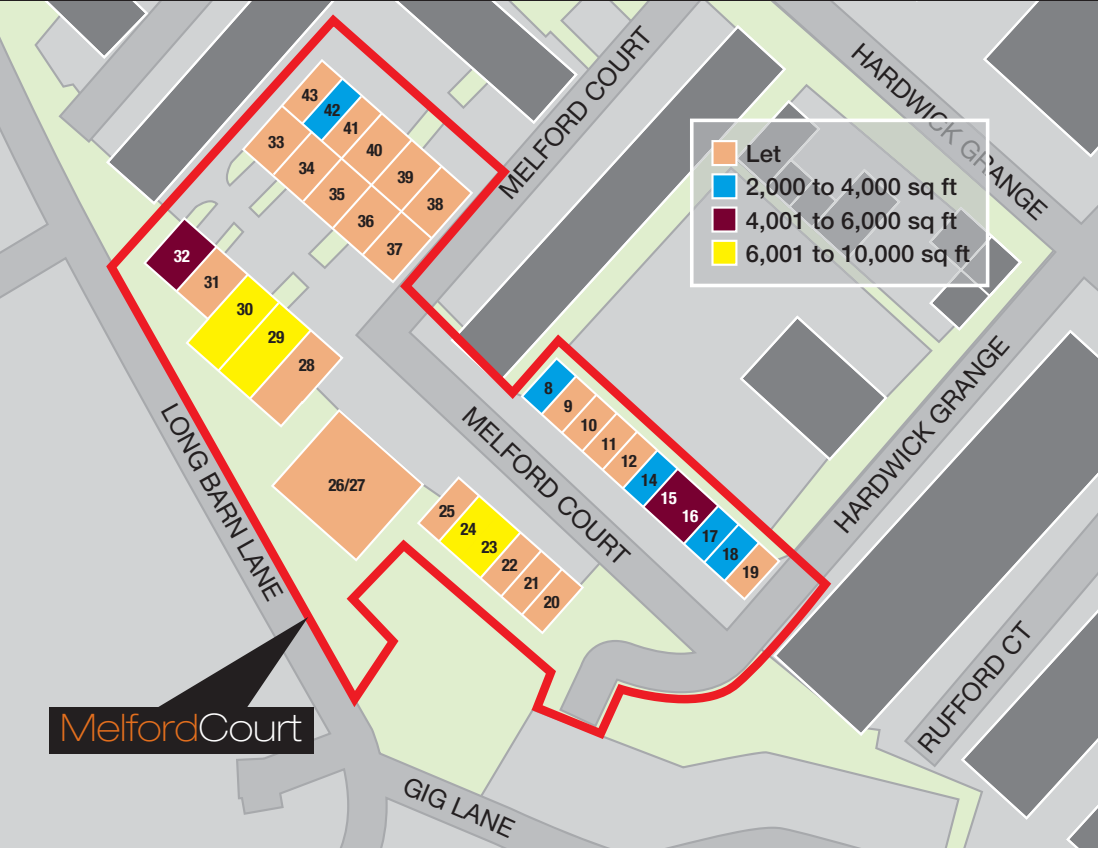 HARDWICK GRANGE
MELFORD COURT
Let
2,000 to 4,000 sq ft
4,001 to 6,000 sq ft
6,001 to 10,000 sq ft
43
42
41
40
39
38
33
34
35
36
37
32
31
30
29
28
8
9
10
11
12
14
15
16
17
18
19
MELFORD COURT
HARDWICK GRANGE
LONG BARN LANE
26/27
25
24
23
22
21
20
MelfordCourt
RUFFORD CT
GIG LANE